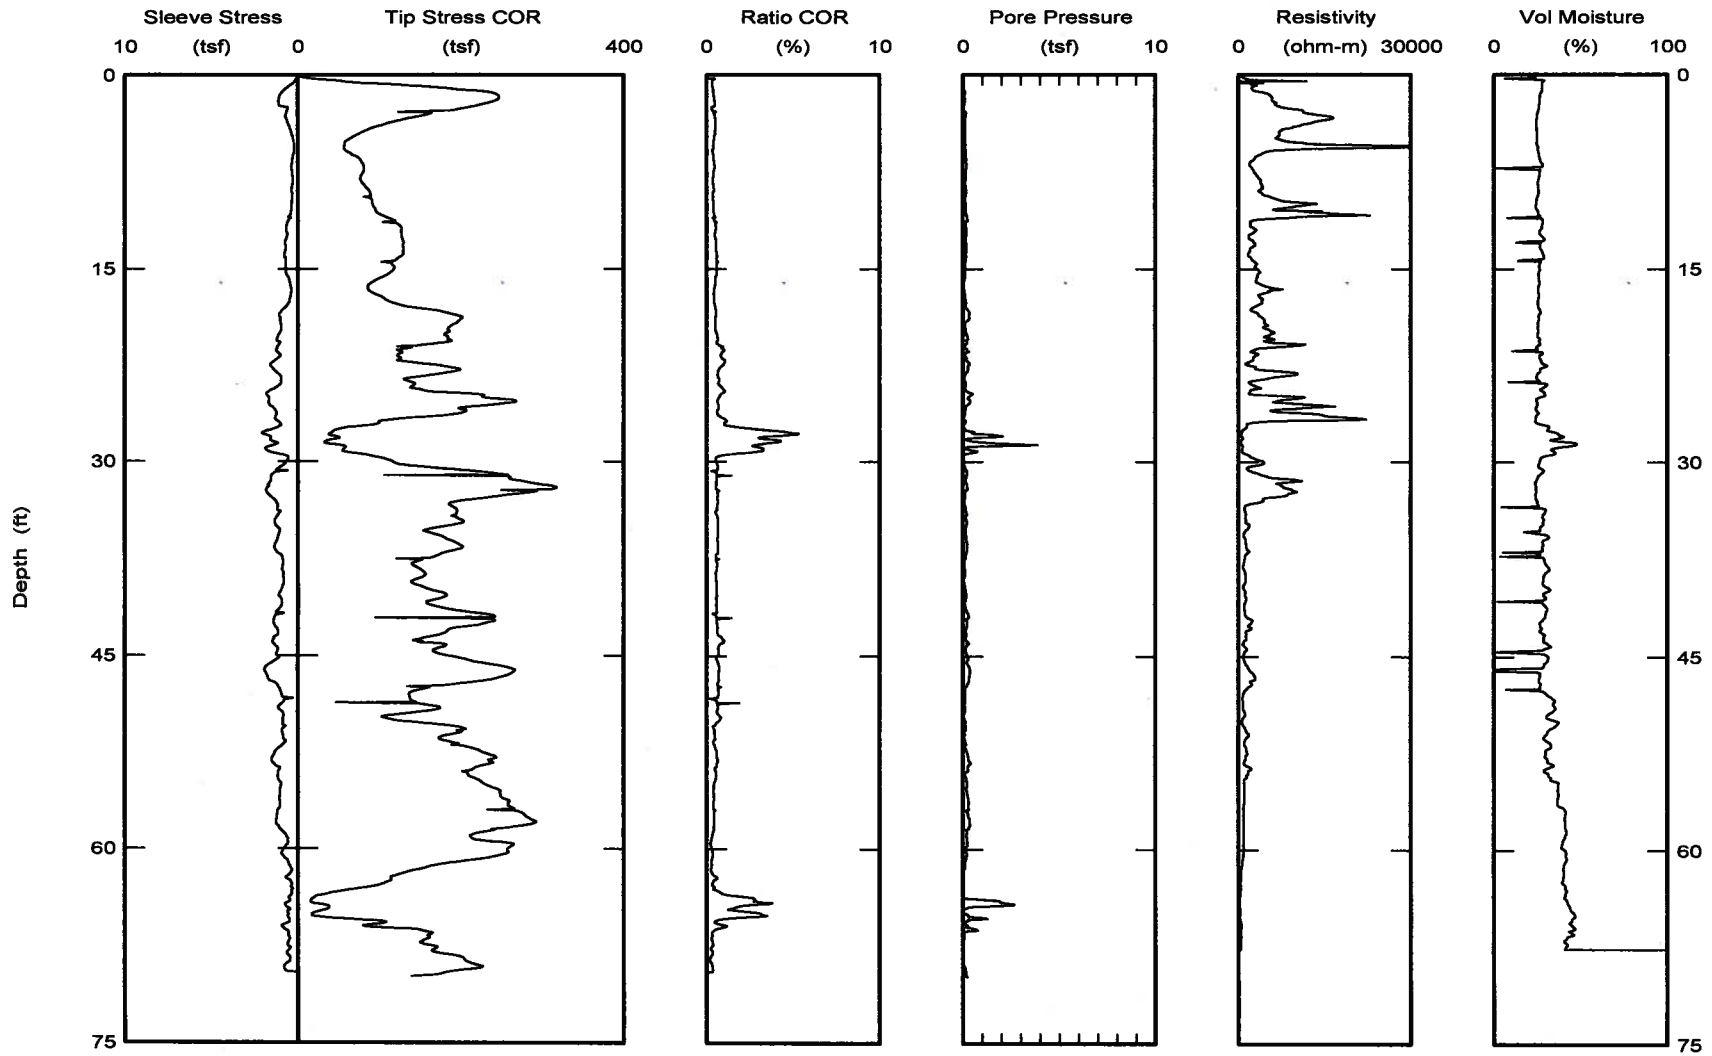 Sleeve Stress Tip Stress COR Ratio COR Pore Pressure Resistivity Vol Moisture
10 (tsf) 0 (tsf) 400 0 (%) 10 0 (tsf) 10 0 (ohm-m) 30000 0 (%) 100
0 0
15 15
30 30
Depth (ft)
45 45
60 60
75 75